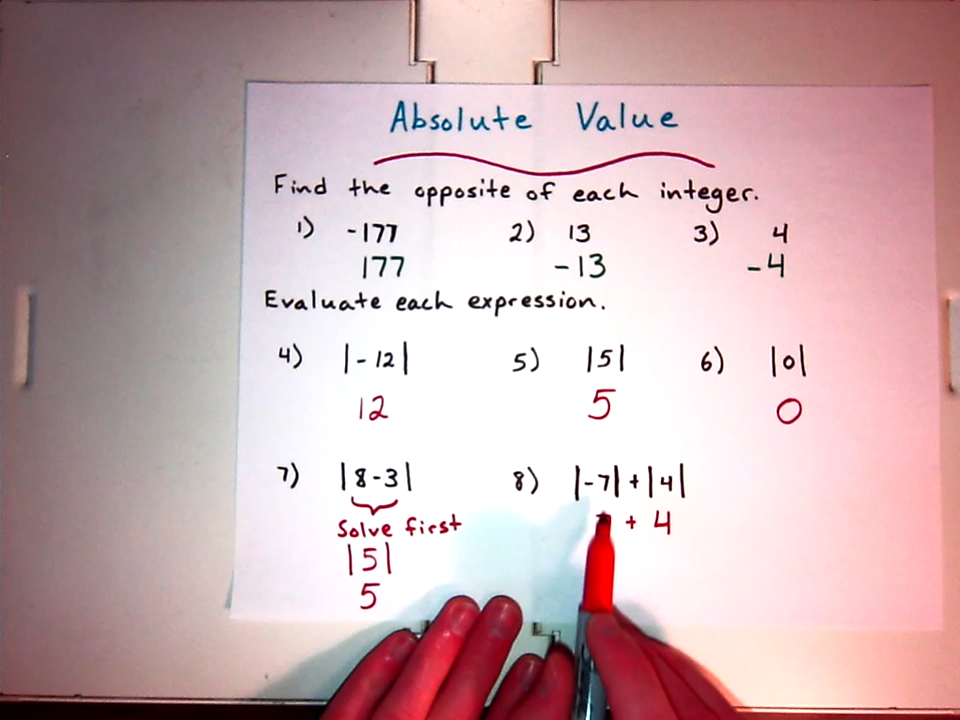 Absolute Value
Find the opposite of each integer.
1) -177 2) 13 3) 4
177 -13 -4
Evaluate each expression.
4) |-12| 5) |5| 6) |0|
12 5 0
7) |8-3| 8) |-7|+|4|
Solve first + 4
|5|
5